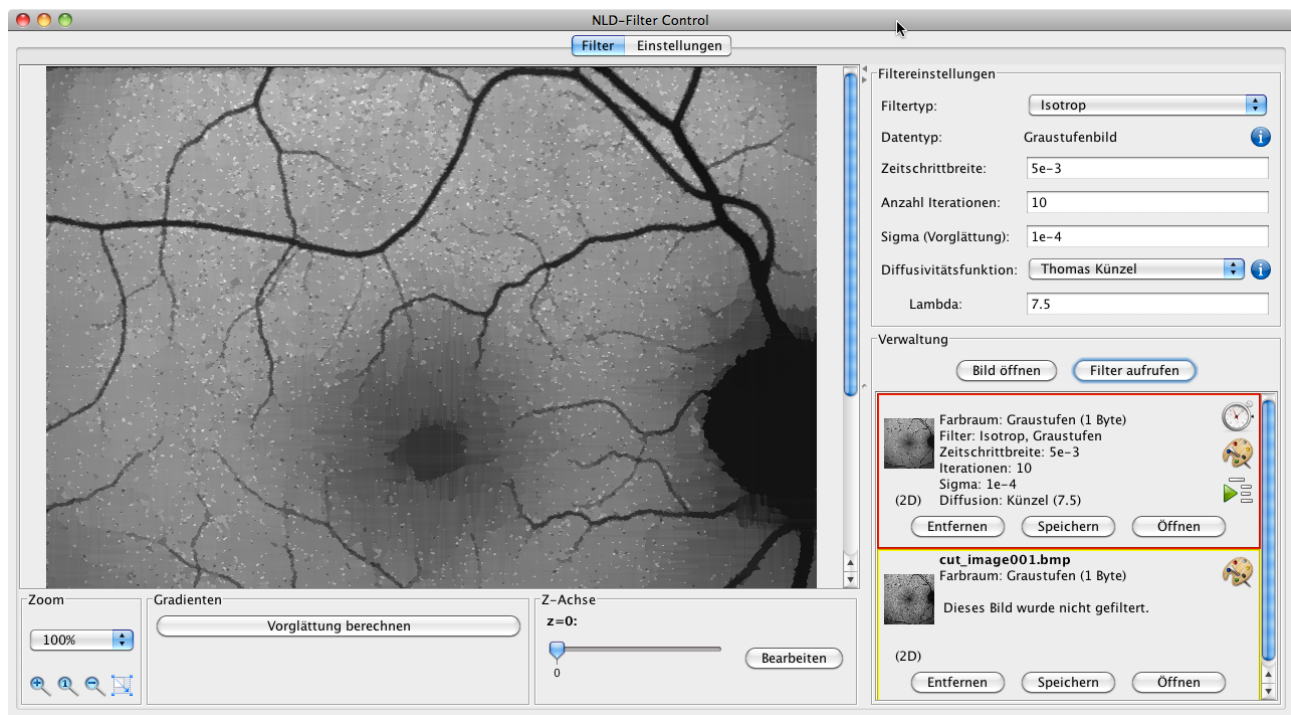 NLD-Filter Control
Filter Einstellungen
Filtereinstellungen
Filtertyp: Isotrop
Datentyp: Graustufenbild
Zeitschrittbreite: 5e-3
Anzahl Iterationen: 10
Sigma (Vorglättung): 1e-4
Diffusivitätsfunktion: Thomas Künzel
Lambda: 7.5
Verwaltung
Bild öffnen Filter aufrufen
Farbraum: Graustufen (1 Byte)
Filter: Isotrop, Graustufen
Zeitschrittbreite: 5e-3
Iterationen: 10
Sigma: 1e-4
(2D) Diffusion: Künzel (7.5)
Entfernen Speichern Öffnen
cut_image001.bmp
Farbraum: Graustufen (1 Byte)
Dieses Bild wurde nicht gefiltert.
(2D)
Entfernen Speichern Öffnen
Zoom
100%
1
Gradienten
Vorglättung berechnen
Z-Achse
z=0:
0
Bearbeiten